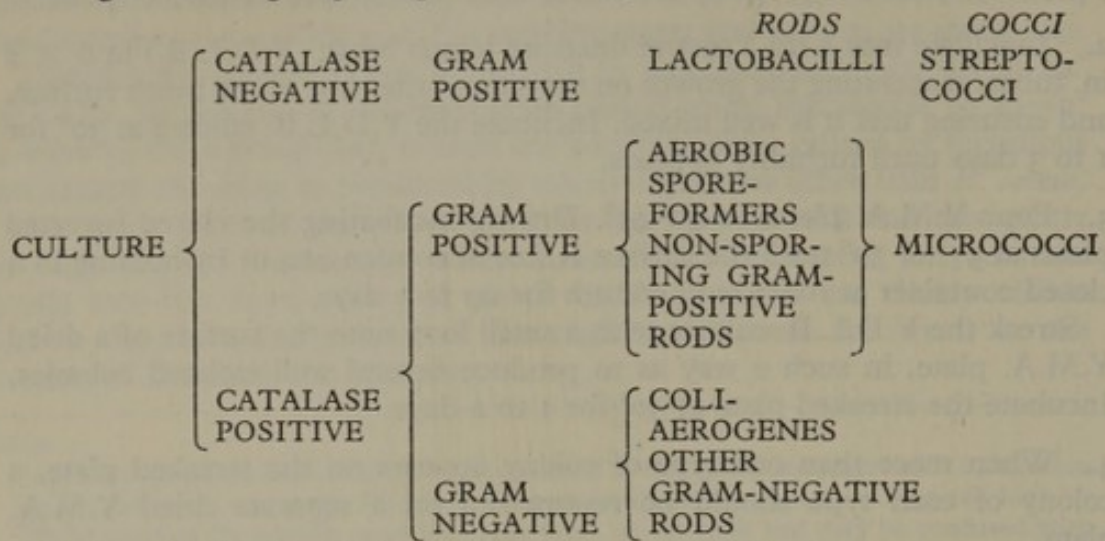 RODS COCCI
CATALASE GRAM LACTOBACILLI STREPTO-
NEGATIVE POSITIVE COCCI
AEROBIC
SPORE-
GRAM FORMERS
CULTURE POSITIVE NON-SPOR- MICROCOCCI
ING GRAM-
POSITIVE
RODS
CATALASE COLI-
POSITIVE AEROGENES
OTHER
GRAM GRAM-NEGATIVE
NEGATIVE RODS